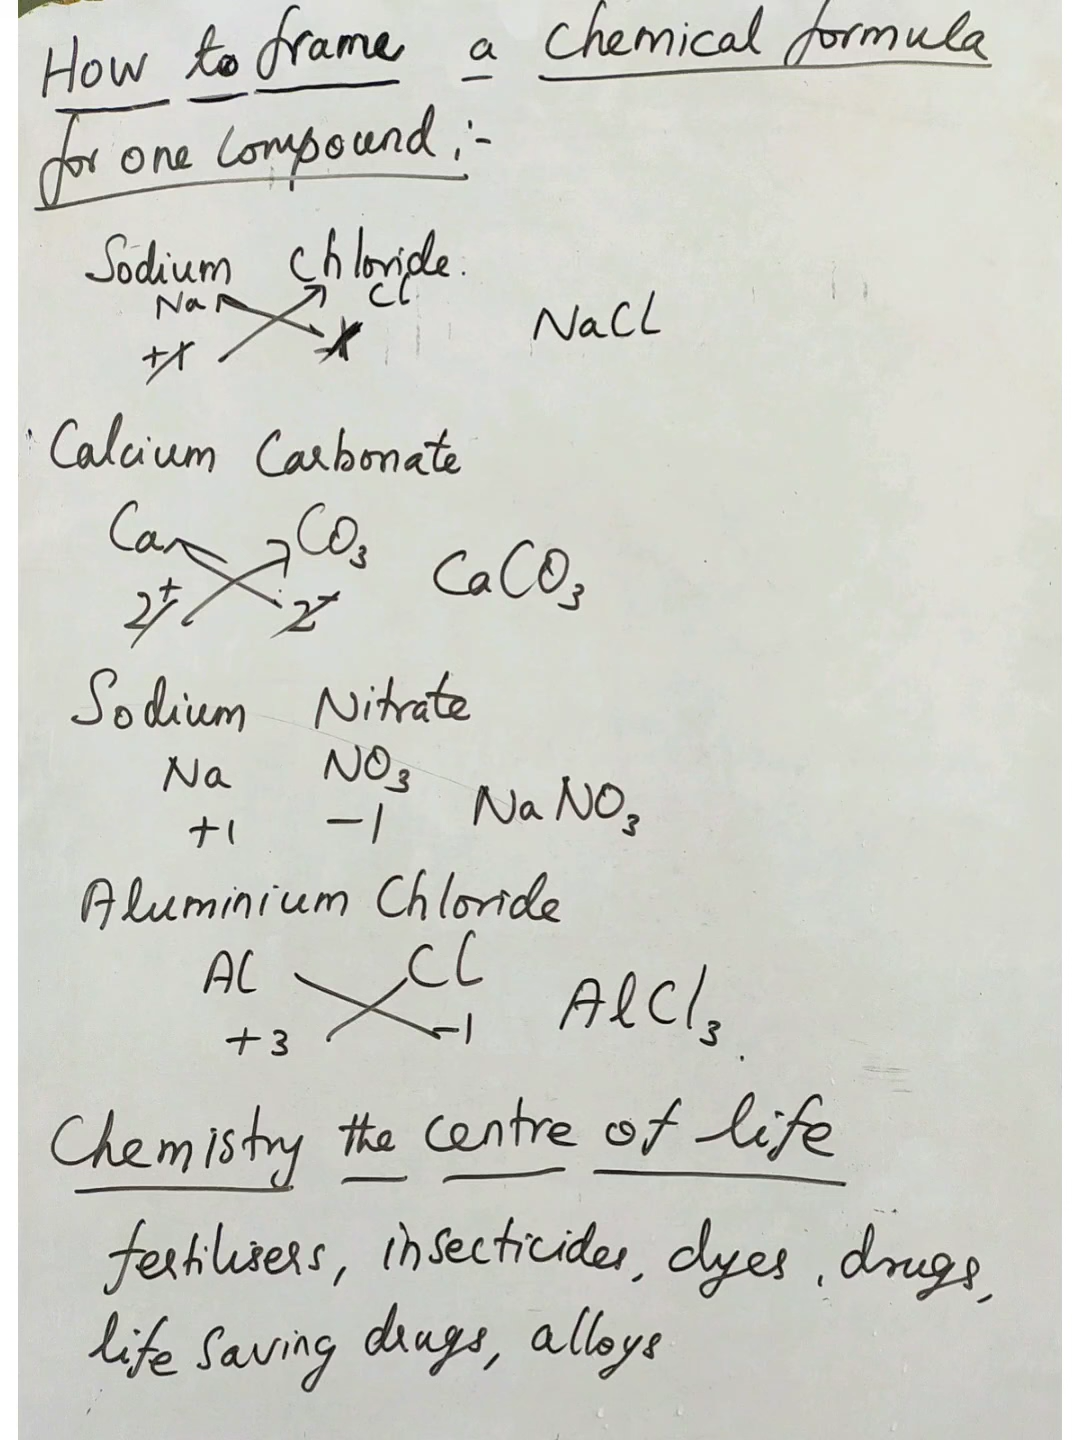 How to frame a chemical formula
for one compound :-
Sodium Chloride.
Na Cl
NaCl
+1
Calcium Carbonate
Ca CO₃
CaCO₃
2+ 2-
Sodium Nitrate
Na NO₃
NaNO₃
+1 -1
Aluminium Chloride
Al Cl
AlCl₃
+3 -1
Chemistry the centre of life
fertilisers, insecticides, dyes, drugs,
life saving drugs, alloys